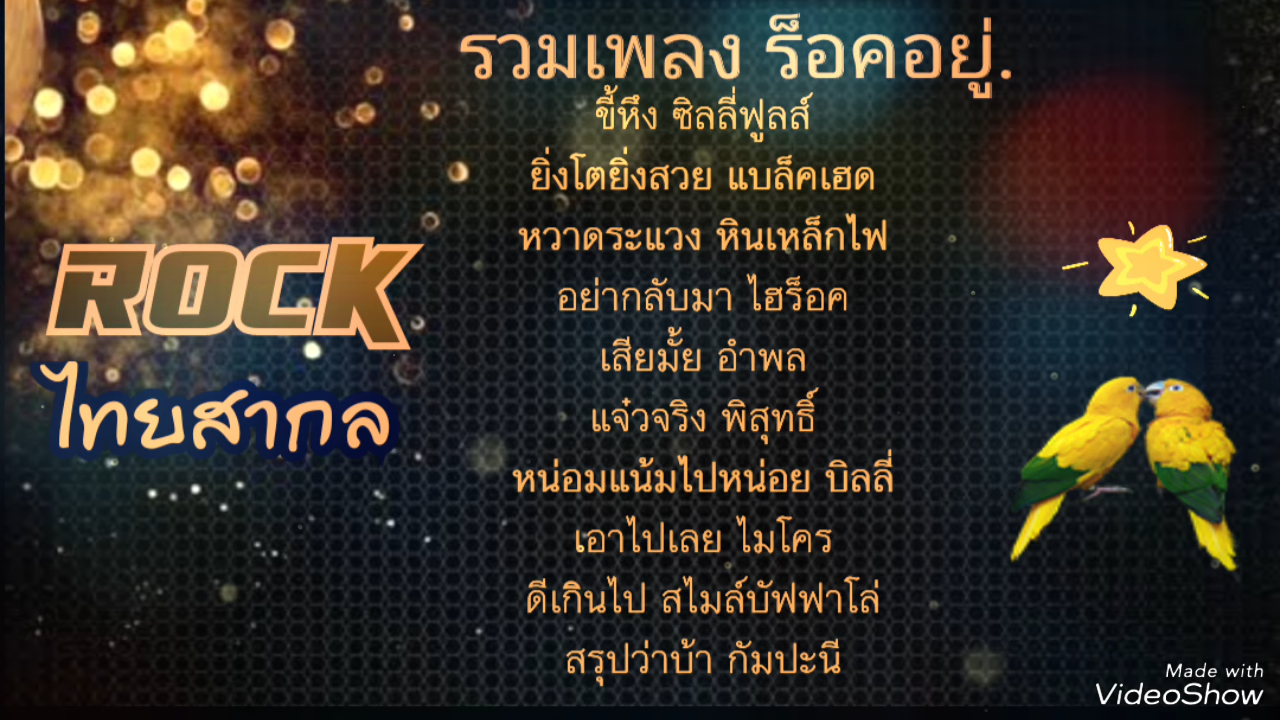 รวมเพลง ร็อคอยู่.
ขี้หึง ซิลลี่ฟูลส์
ยิ่งโตยิ่งสวย แบล็คเฮด
หวาดระแวง หินเหล็กไฟ
อย่ากลับมา ไฮร็อค
เสียมั้ย อำพล
แจ๋วจริง พิสุทธิ์
หน่อมแน้มไปหน่อย บิลลี่
เอาไปเลย ไมโคร
ดีเกินไป สไมล์บัฟฟาโล่
สรุปว่าบ้า กัมปะนี
ROCK
ไทยสากล
Made with
VideoShow